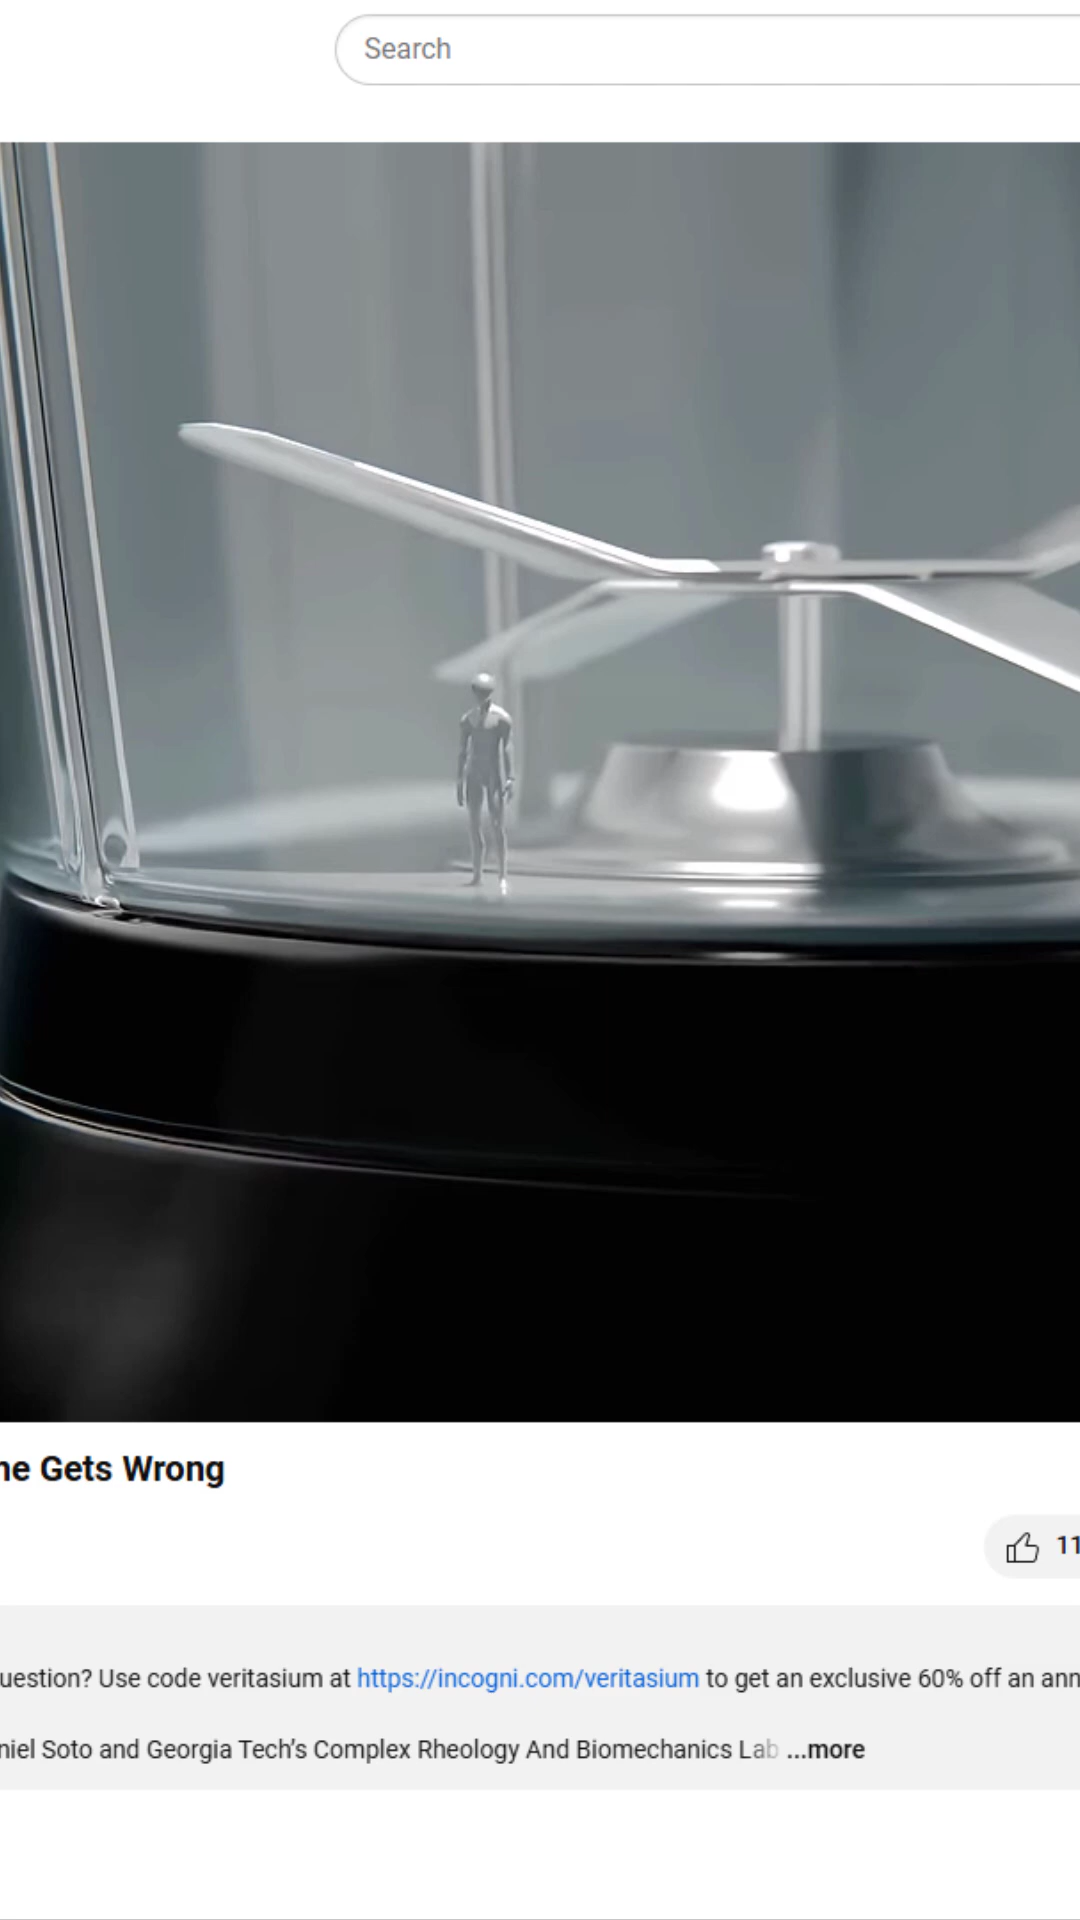 Search
ne Gets Wrong
11
uestion? Use code veritasium at https://incogni.com/veritasium to get an exclusive 60% off an ann
niel Soto and Georgia Tech’s Complex Rheology And Biomechanics Lab ...more